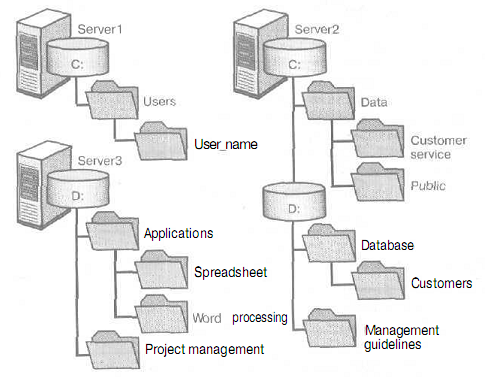 Server1
C:
Users
User_name
Server2
C:
Data
Customer
service
Public
D:
Database
Customers
Management
guidelines
Server3
D:
Applications
Spreadsheet
Word processing
Project management